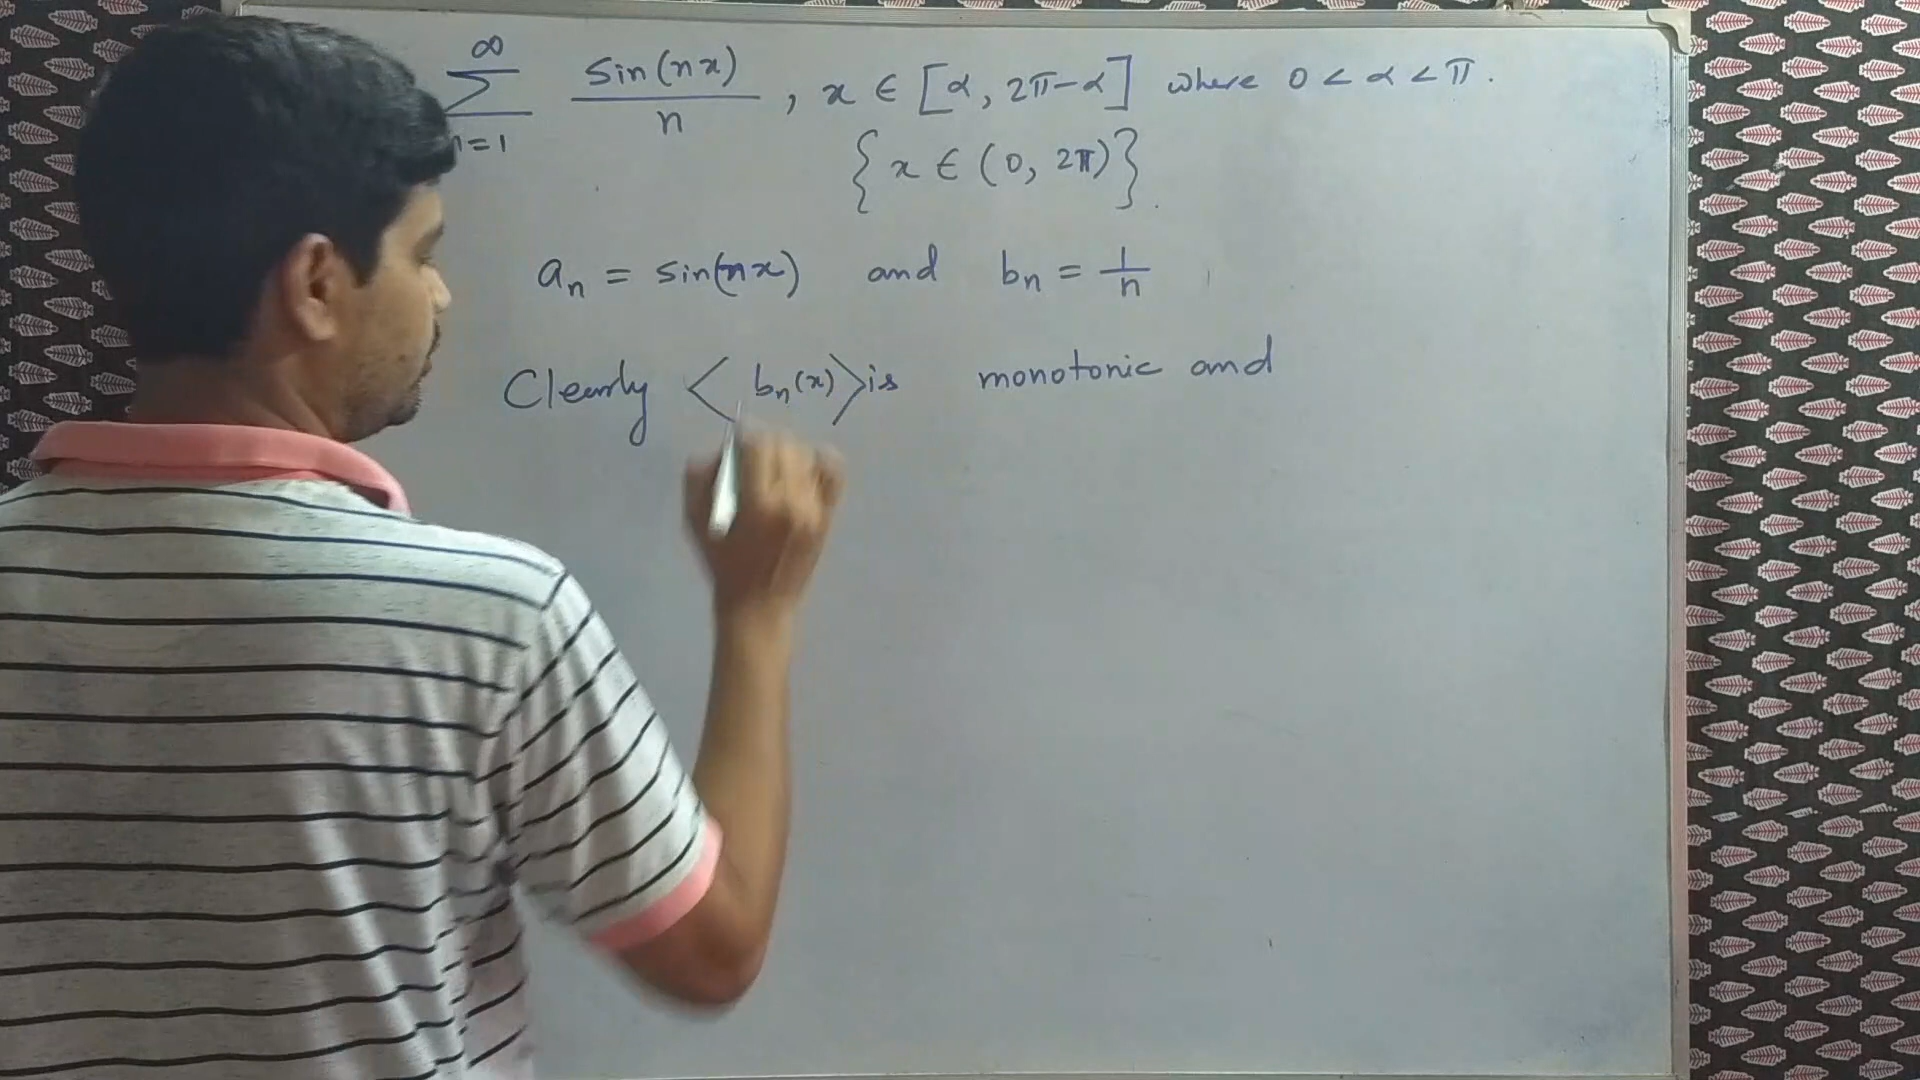 ∞
∑ sin(nx)/n , x ∈ [α, 2π-α] where 0 < α < π.
n=1
{x ∈ (0, 2π)}.
aₙ = sin(nx) and bₙ = 1/n
Clearly < bₙ(x) > is monotonic and